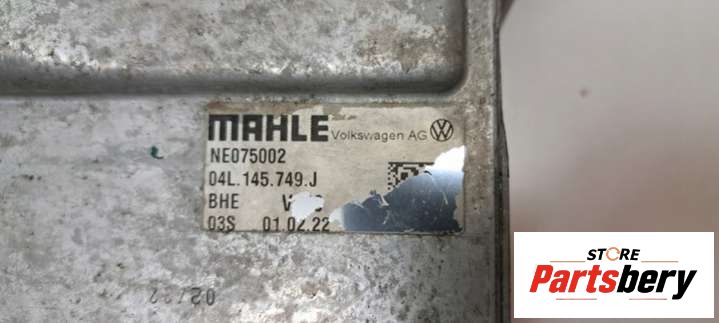 MAHLE Volkswagen AG
NE075002
04L.145.749.J
BHE
03S 01.02.22
STORE
Partsbery